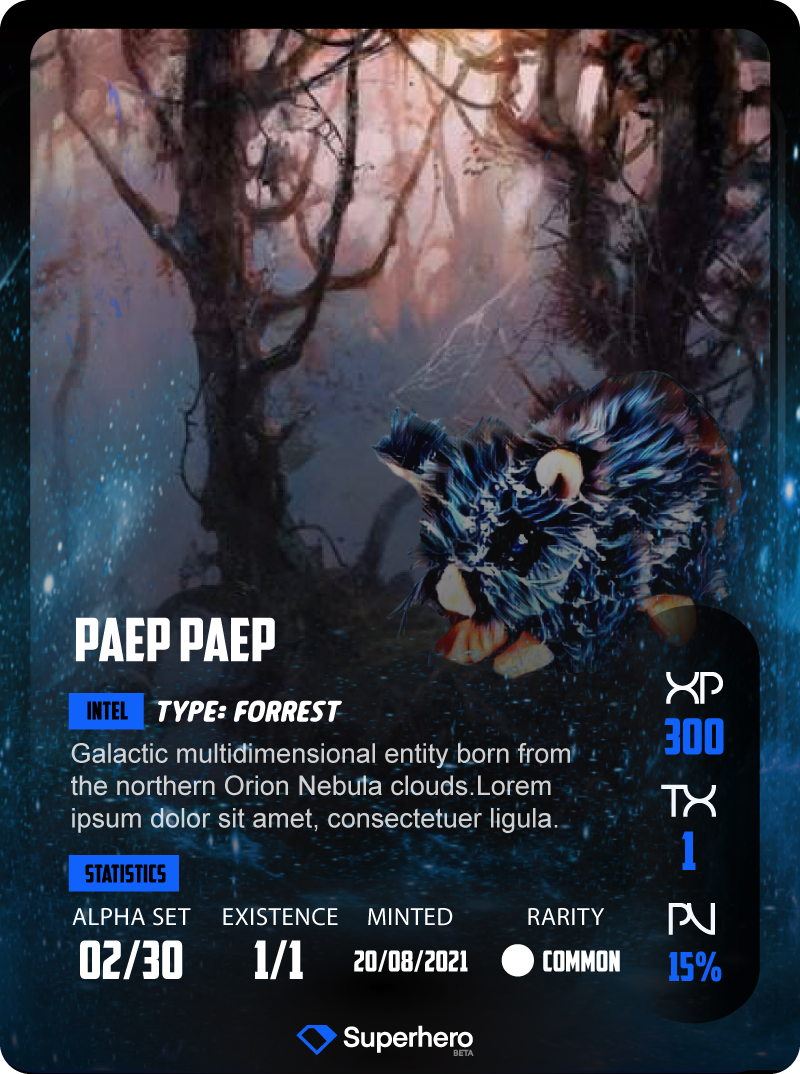 PAEP PAEP
INTEL TYPE: FORREST
Galactic multidimensional entity born from
the northern Orion Nebula clouds.Lorem
ipsum dolor sit amet, consectetuer ligula.
STATISTICS
ALPHA SET EXISTENCE MINTED RARITY
02/30 1/1 20/08/2021 COMMON
XP
300
TX
1
PV
15%
Superhero
BETA